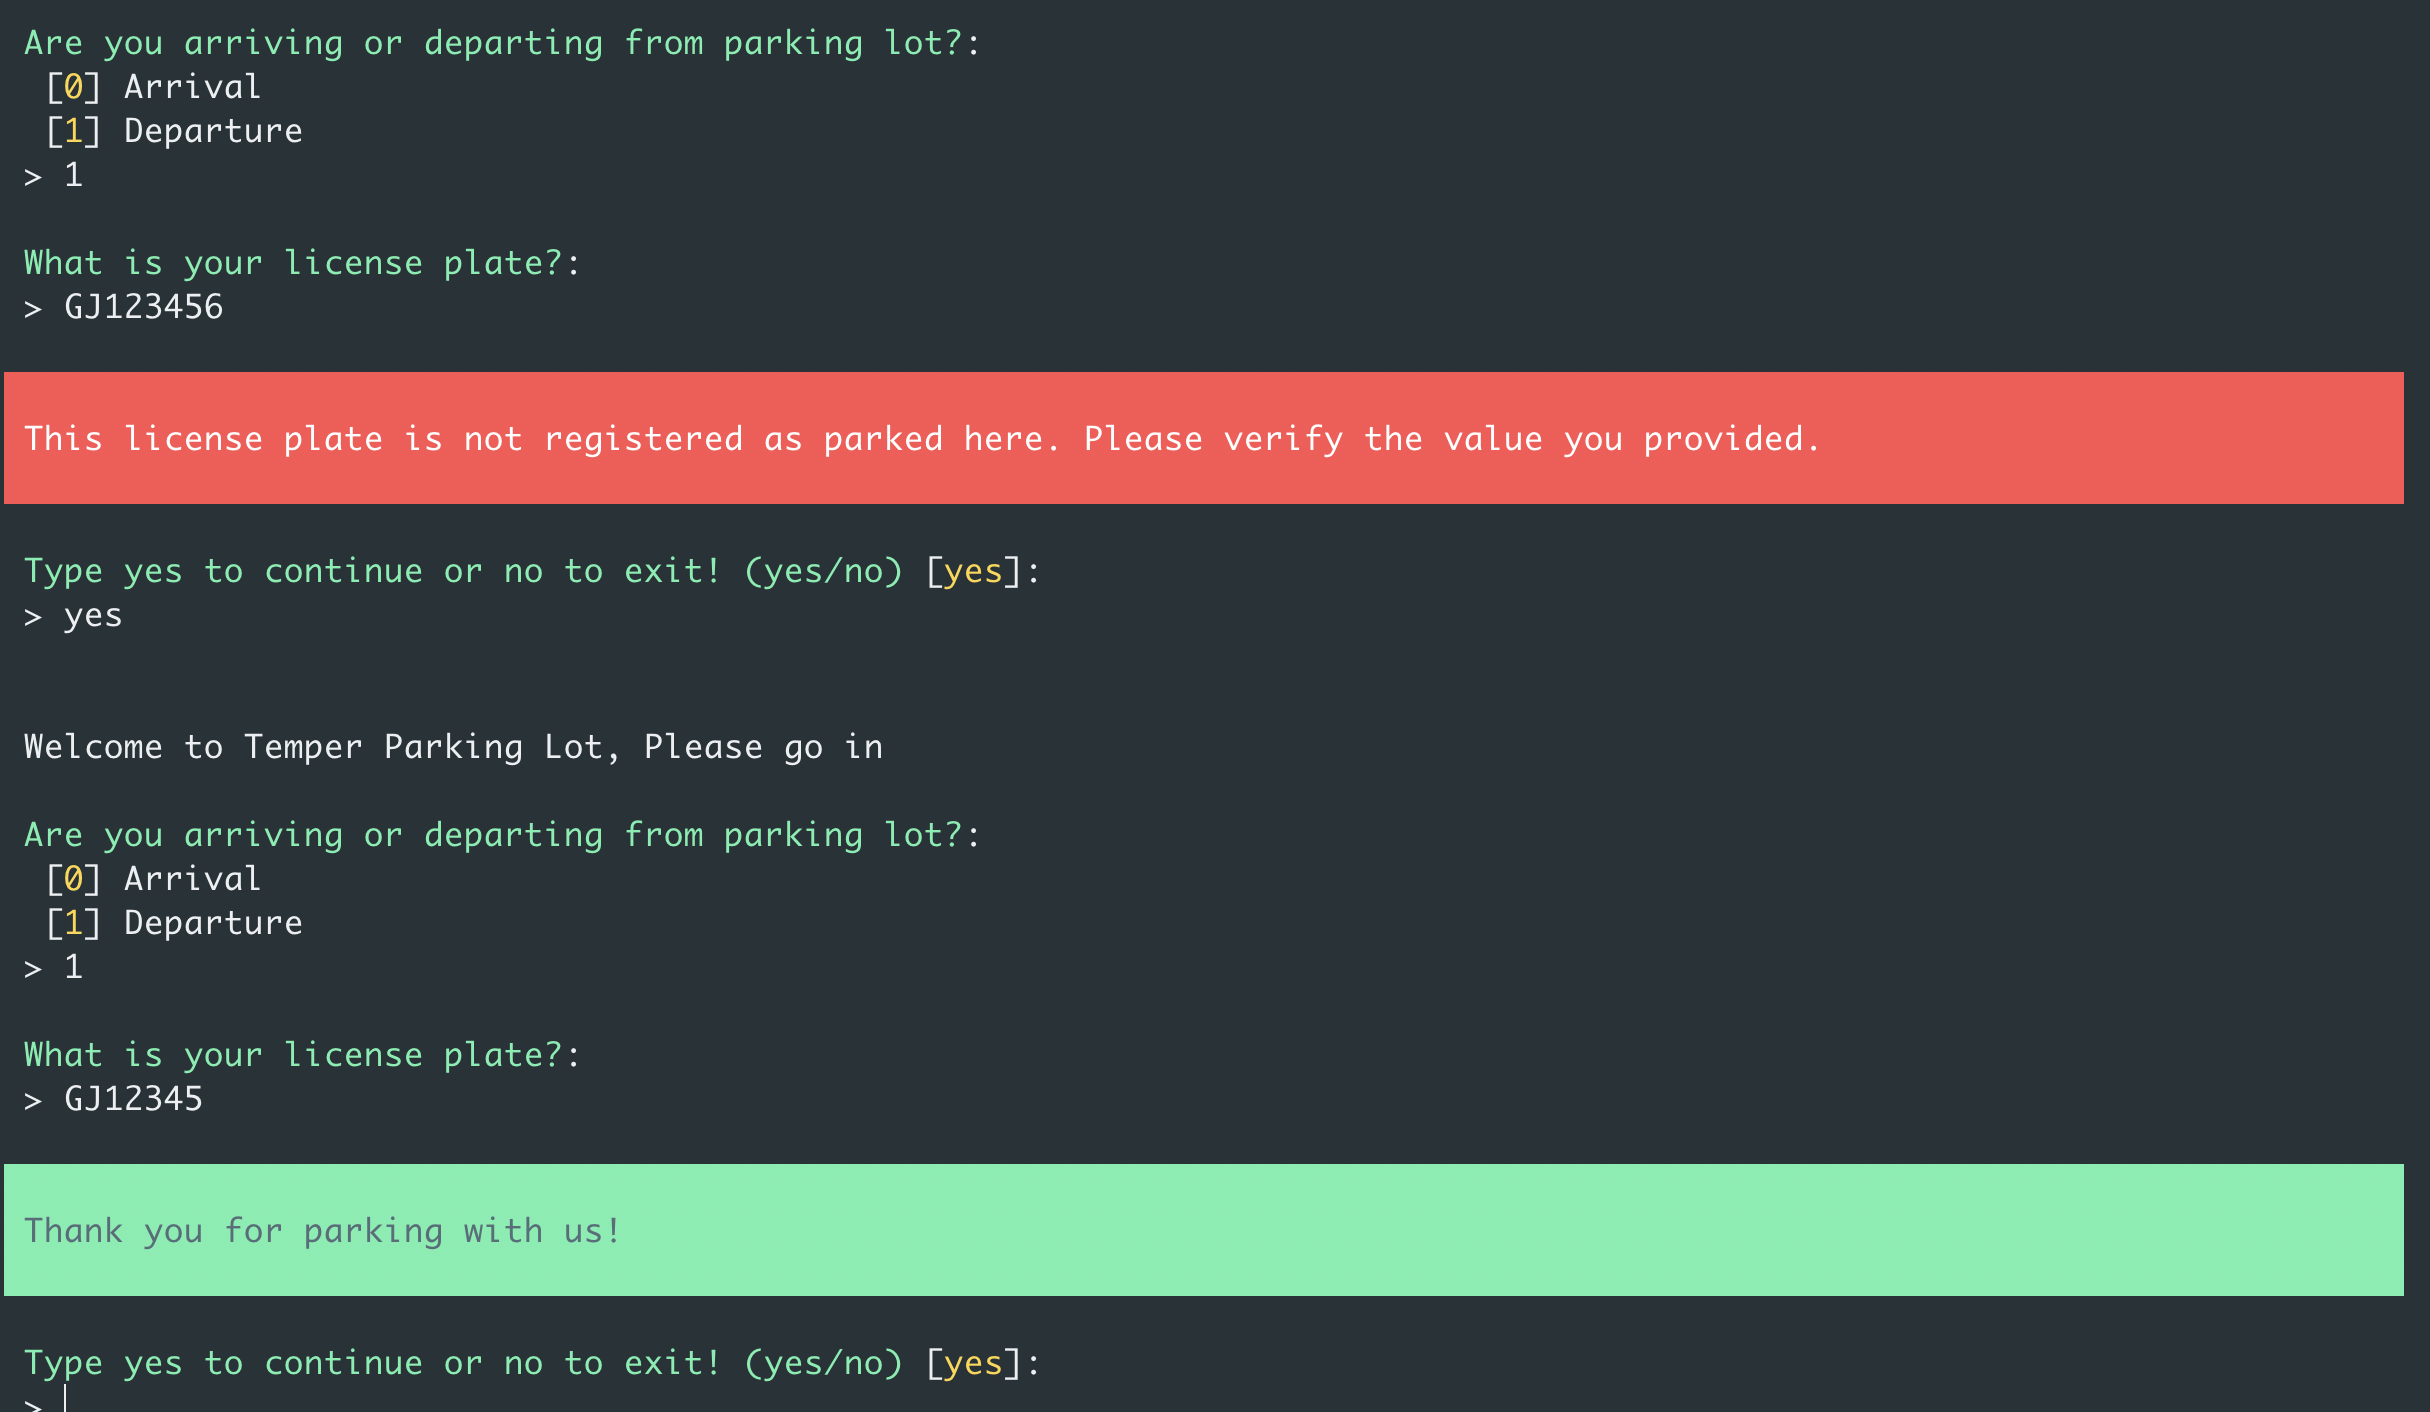 Are you arriving or departing from parking lot?:
[0] Arrival
[1] Departure
> 1
What is your license plate?:
> GJ123456
This license plate is not registered as parked here. Please verify the value you provided.
Type yes to continue or no to exit! (yes/no) [yes]:
> yes
Welcome to Temper Parking Lot, Please go in
Are you arriving or departing from parking lot?:
[0] Arrival
[1] Departure
> 1
What is your license plate?:
> GJ12345
Thank you for parking with us!
Type yes to continue or no to exit! (yes/no) [yes]:
>